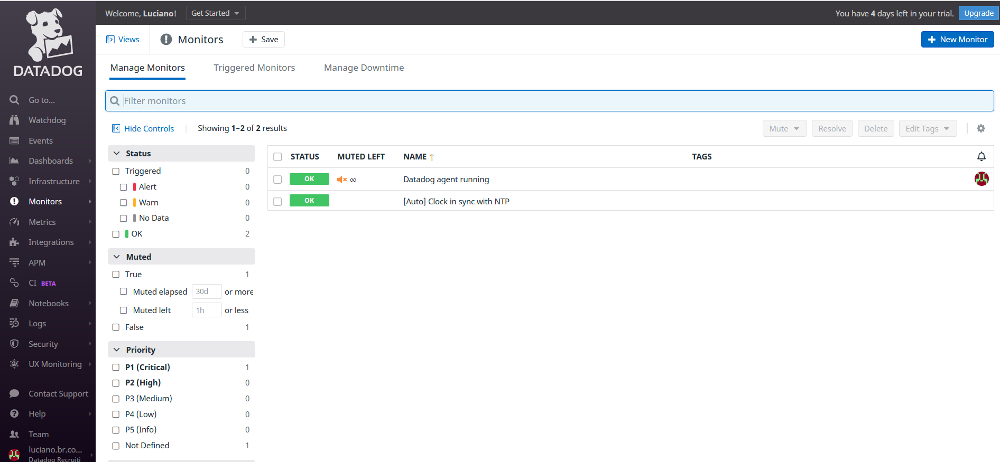 DATADOG
Welcome, Luciano!
Get Started
You have 4 days left in your trial.
Upgrade
Views
Monitors
Save
New Monitor
Manage Monitors
Triggered Monitors
Manage Downtime
Filter monitors
Hide Controls
Showing 1–2 of 2 results
Mute
Resolve
Delete
Edit Tags
Go to...
Watchdog
Events
Dashboards
Infrastructure
Monitors
Metrics
Integrations
APM
CI BETA
Notebooks
Logs
Security
UX Monitoring
Contact Support
Help
Team
luciano.br.co...
Datadog Recruiti
Status
Triggered 0
Alert 0
Warn 0
No Data 0
OK 2
Muted
True 1
Muted elapsed 30d or more
Muted left 1h or less
False 1
Priority
P1 (Critical) 1
P2 (High) 0
P3 (Medium) 0
P4 (Low) 0
P5 (Info) 0
Not Defined 1
STATUS MUTED LEFT NAME ↑ TAGS
OK ∞ Datadog agent running
OK [Auto] Clock in sync with NTP